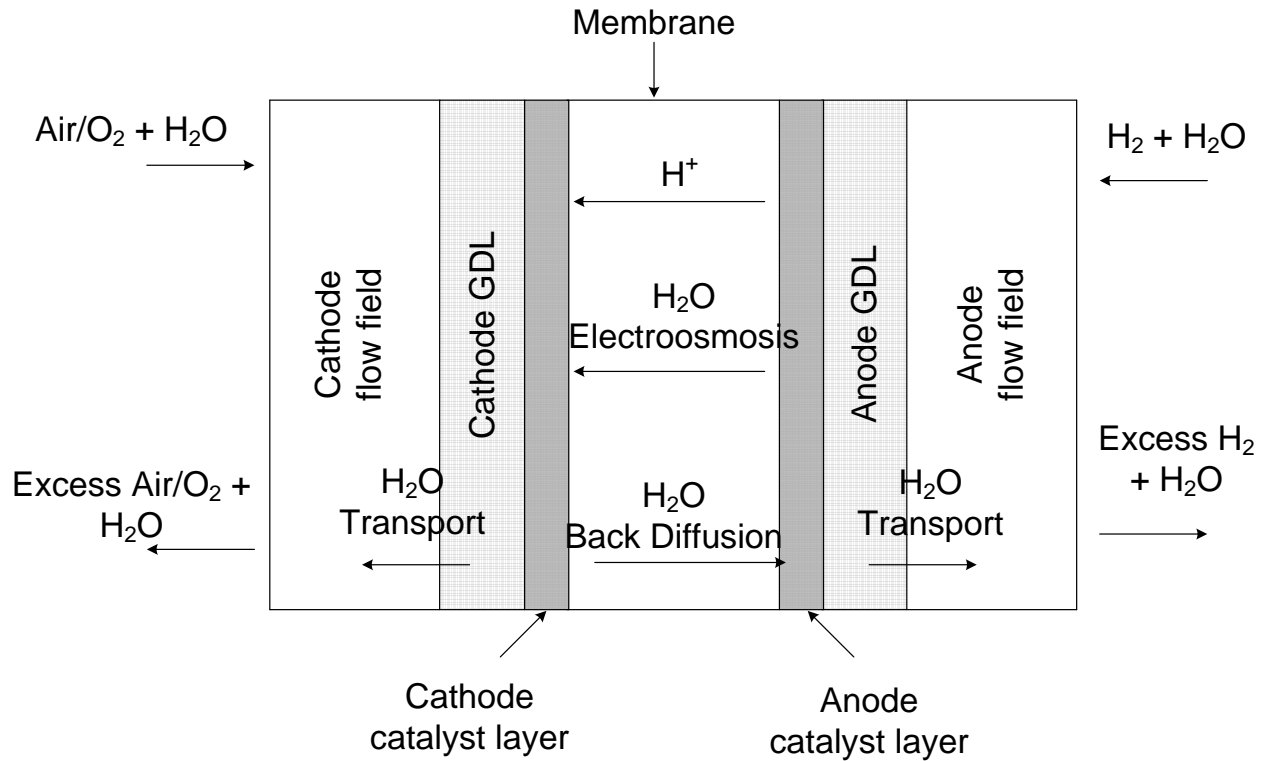 Membrane
Air/O₂ + H₂O
H₂ + H₂O
H⁺
Cathode
flow field
Cathode GDL
H₂O
Electroosmosis
Anode GDL
Anode
flow field
Excess Air/O₂ +
H₂O
H₂O
Transport
H₂O
Back Diffusion
H₂O
Transport
Excess H₂
+ H₂O
Cathode
catalyst layer
Anode
catalyst layer